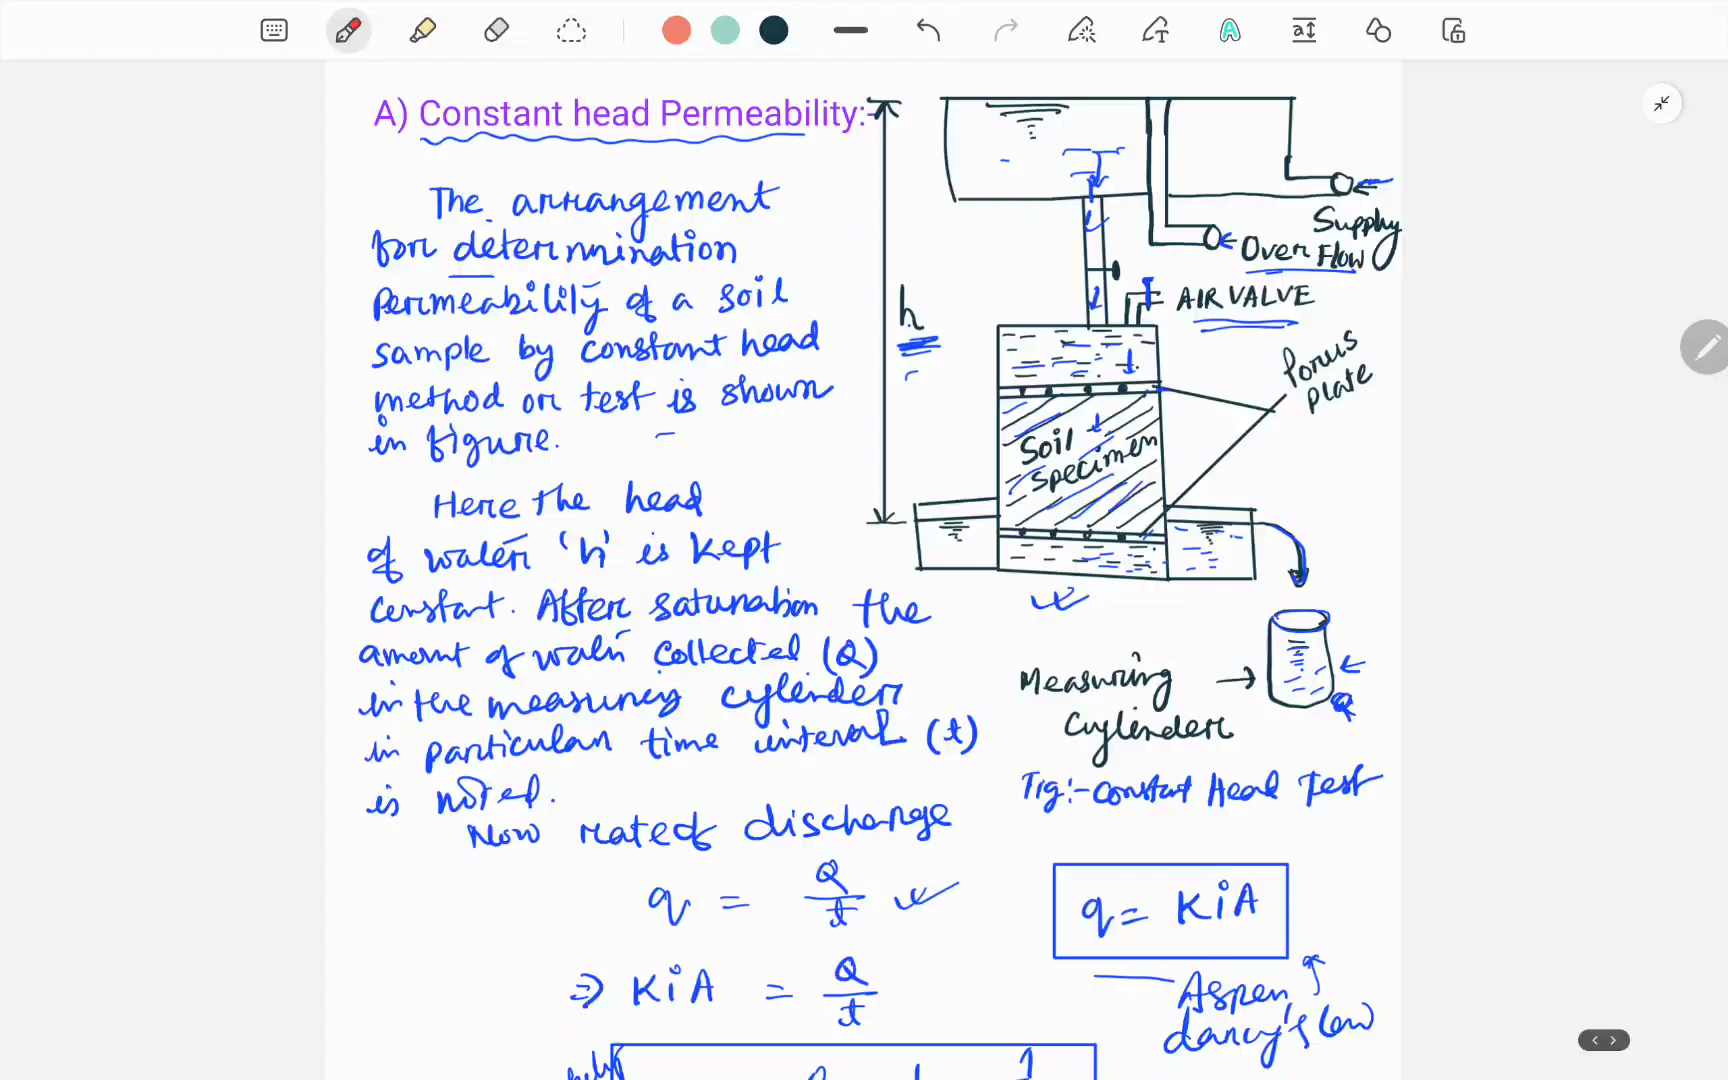 A) Constant head Permeability:-
The arrangement
for determination
Permeability of a soil
sample by constant head
method or test is shown
in figure.
Here the head
of water 'h' is kept
constant. After saturation the
amount of water collected (Q)
in the measuring cylinder
in particular time interval (t)
is noted.
Now rate of discharge
q = Q/t
⇒ KiA = Q/t
h
Supply
Over Flow
AIR VALVE
Porus
plate
Soil
specimen
Measuring →
Cylinder
Q
Fig:- Constant Head Test
q = KiA
As per
darcy's law